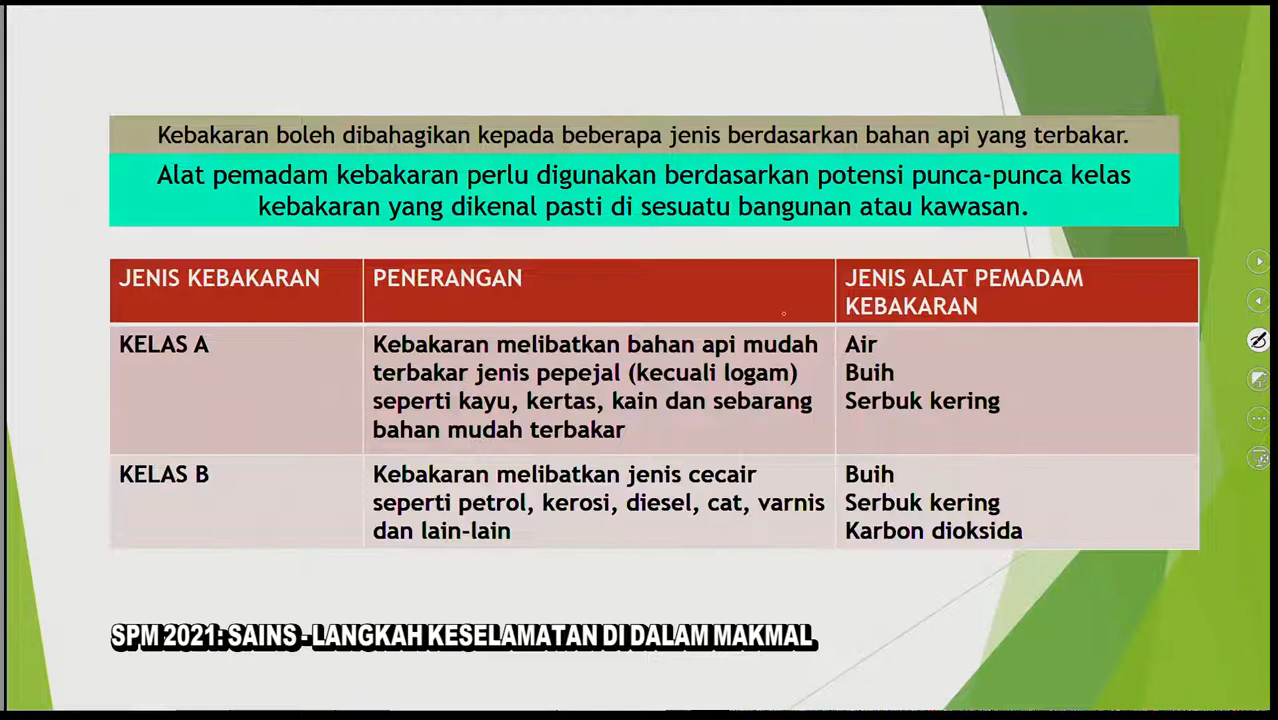 Kebakaran boleh dibahagikan kepada beberapa jenis berdasarkan bahan api yang terbakar.
Alat pemadam kebakaran perlu digunakan berdasarkan potensi punca-punca kelas
kebakaran yang dikenal pasti di sesuatu bangunan atau kawasan.
JENIS KEBAKARAN
PENERANGAN
JENIS ALAT PEMADAM
KEBAKARAN
KELAS A
Kebakaran melibatkan bahan api mudah
terbakar jenis pepejal (kecuali logam)
seperti kayu, kertas, kain dan sebarang
bahan mudah terbakar
Air
Buih
Serbuk kering
KELAS B
Kebakaran melibatkan jenis cecair
seperti petrol, kerosi, diesel, cat, varnis
dan lain-lain
Buih
Serbuk kering
Karbon dioksida
SPM 2021: SAINS - LANGKAH KESELAMATAN DI DALAM MAKMAL